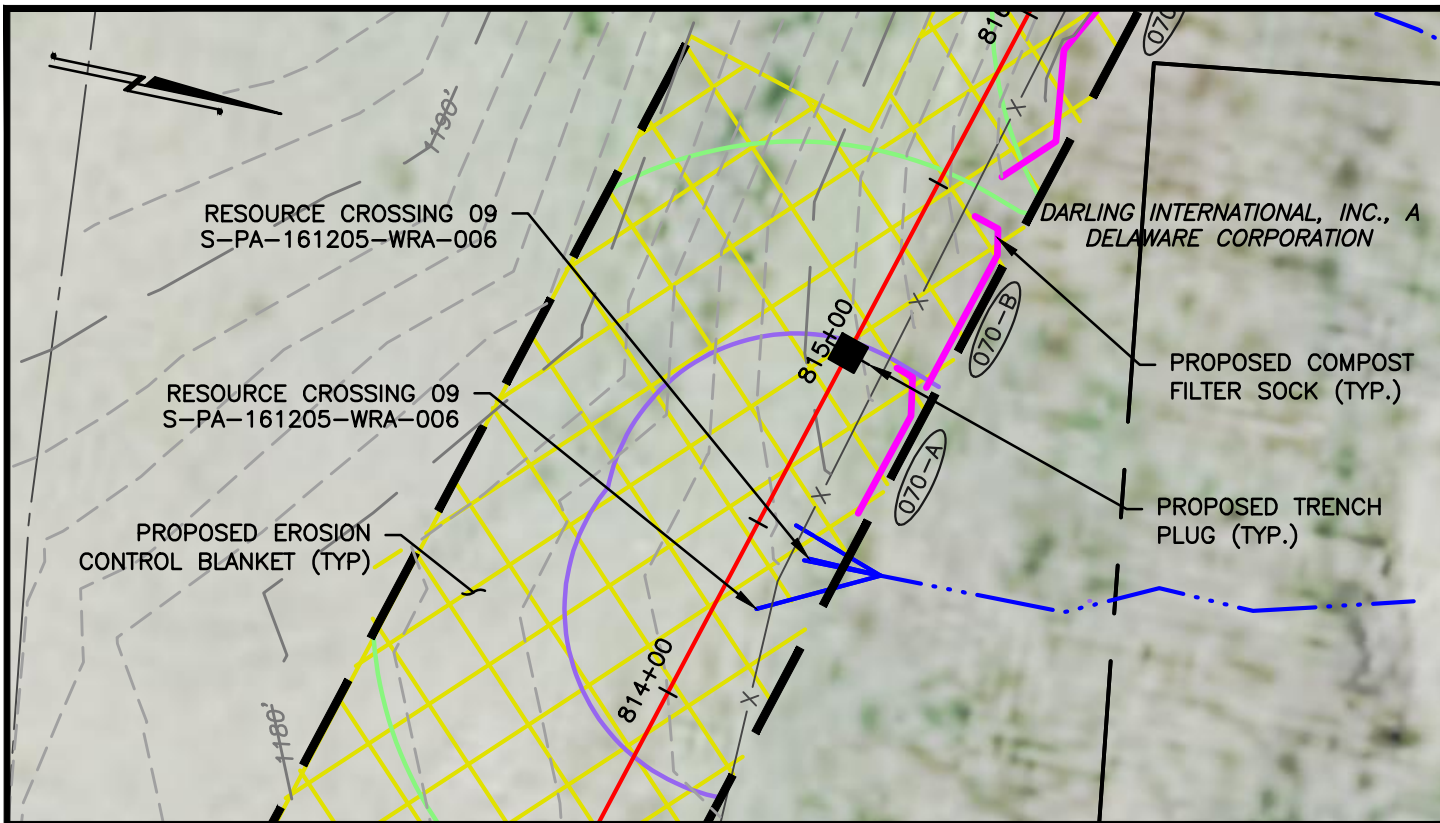 816
070
1190'
RESOURCE CROSSING 09
S-PA-161205-WRA-006
DARLING INTERNATIONAL, INC., A
DELAWARE CORPORATION
X
X
815+00
070-B
PROPOSED COMPOST
FILTER SOCK (TYP.)
RESOURCE CROSSING 09
S-PA-161205-WRA-006
070-A
X
PROPOSED TRENCH
PLUG (TYP.)
PROPOSED EROSION
CONTROL BLANKET (TYP)
814+00
X
1180'